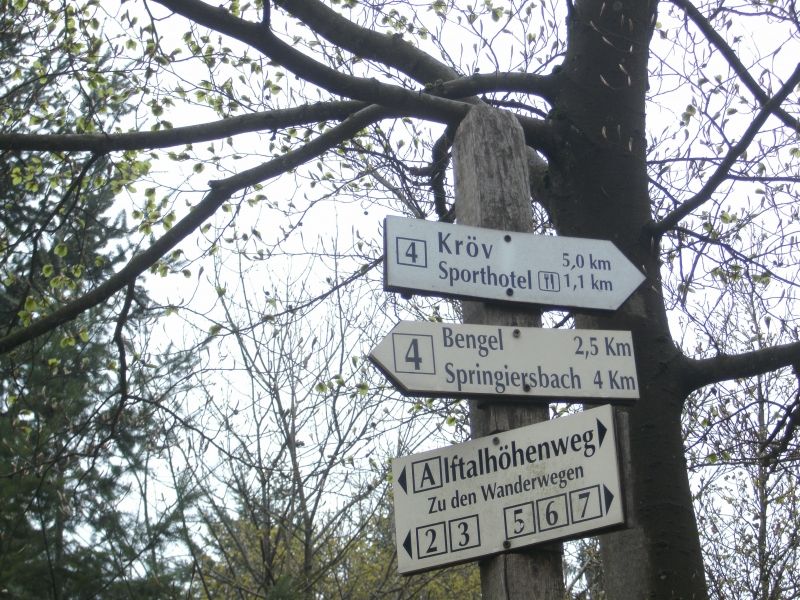 4 Kröv 5,0 km
Sporthotel 1,1 km
4 Bengel 2,5 Km
Springiersbach 4 Km
Alftalhöhenweg
Zu den Wanderwegen
2 3 5 6 7